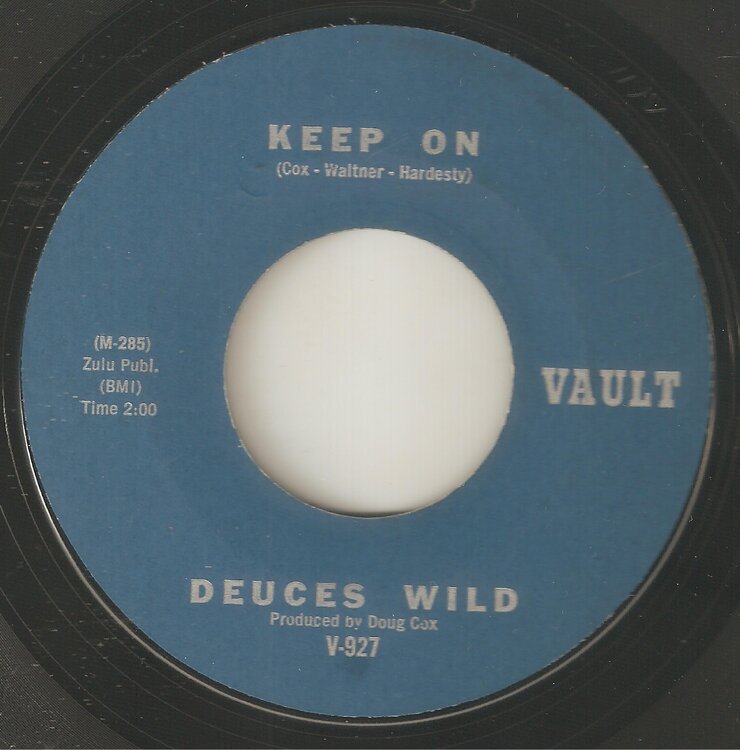 KEEP ON
(Cox - Waltner - Hardesty)
(M-285)
Zulu Publ.
(BMI)
Time 2:00
VAULT
DEUCES WILD
Produced by Doug Cox
V-927